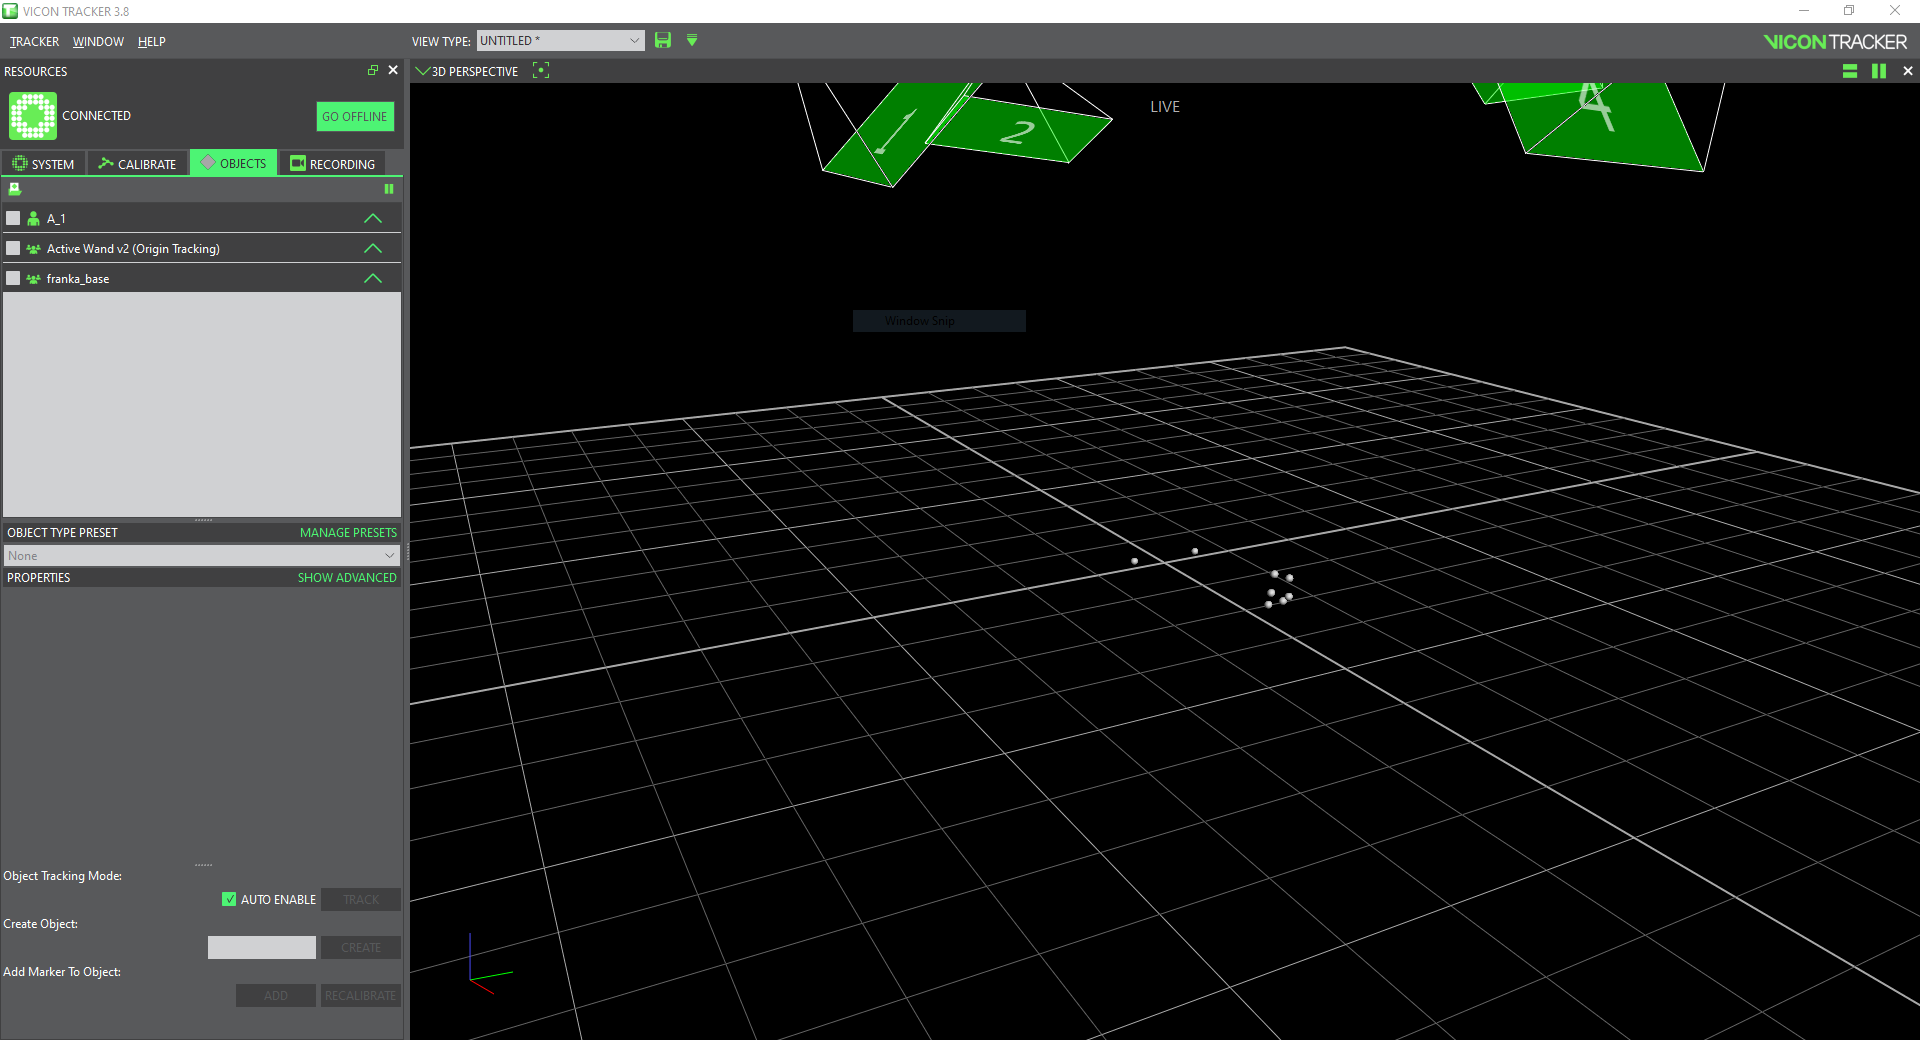 VICON TRACKER 3.8
TRACKER WINDOW HELP
VIEW TYPE: UNTITLED *
VICON TRACKER
RESOURCES
3D PERSPECTIVE
CONNECTED
GO OFFLINE
LIVE
1
2
4
SYSTEM CALIBRATE OBJECTS RECORDING
A_1
Active Wand v2 (Origin Tracking)
franka_base
Window Snip
OBJECT TYPE PRESET MANAGE PRESETS
None
PROPERTIES SHOW ADVANCED
Object Tracking Mode:
AUTO ENABLE TRACK
Create Object:
CREATE
Add Marker To Object:
ADD RECALIBRATE